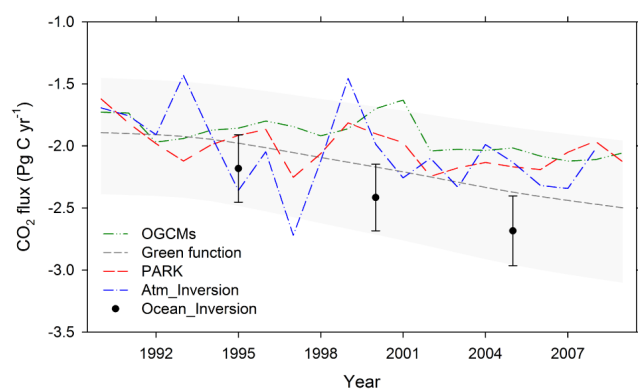 -1.0
-1.5
-2.0
-2.5
-3.0
-3.5
CO₂ flux (Pg C yr⁻¹)
OGCMs
Green function
PARK
Atm_Inversion
Ocean_Inversion
1992 1995 1998 2001 2004 2007
Year